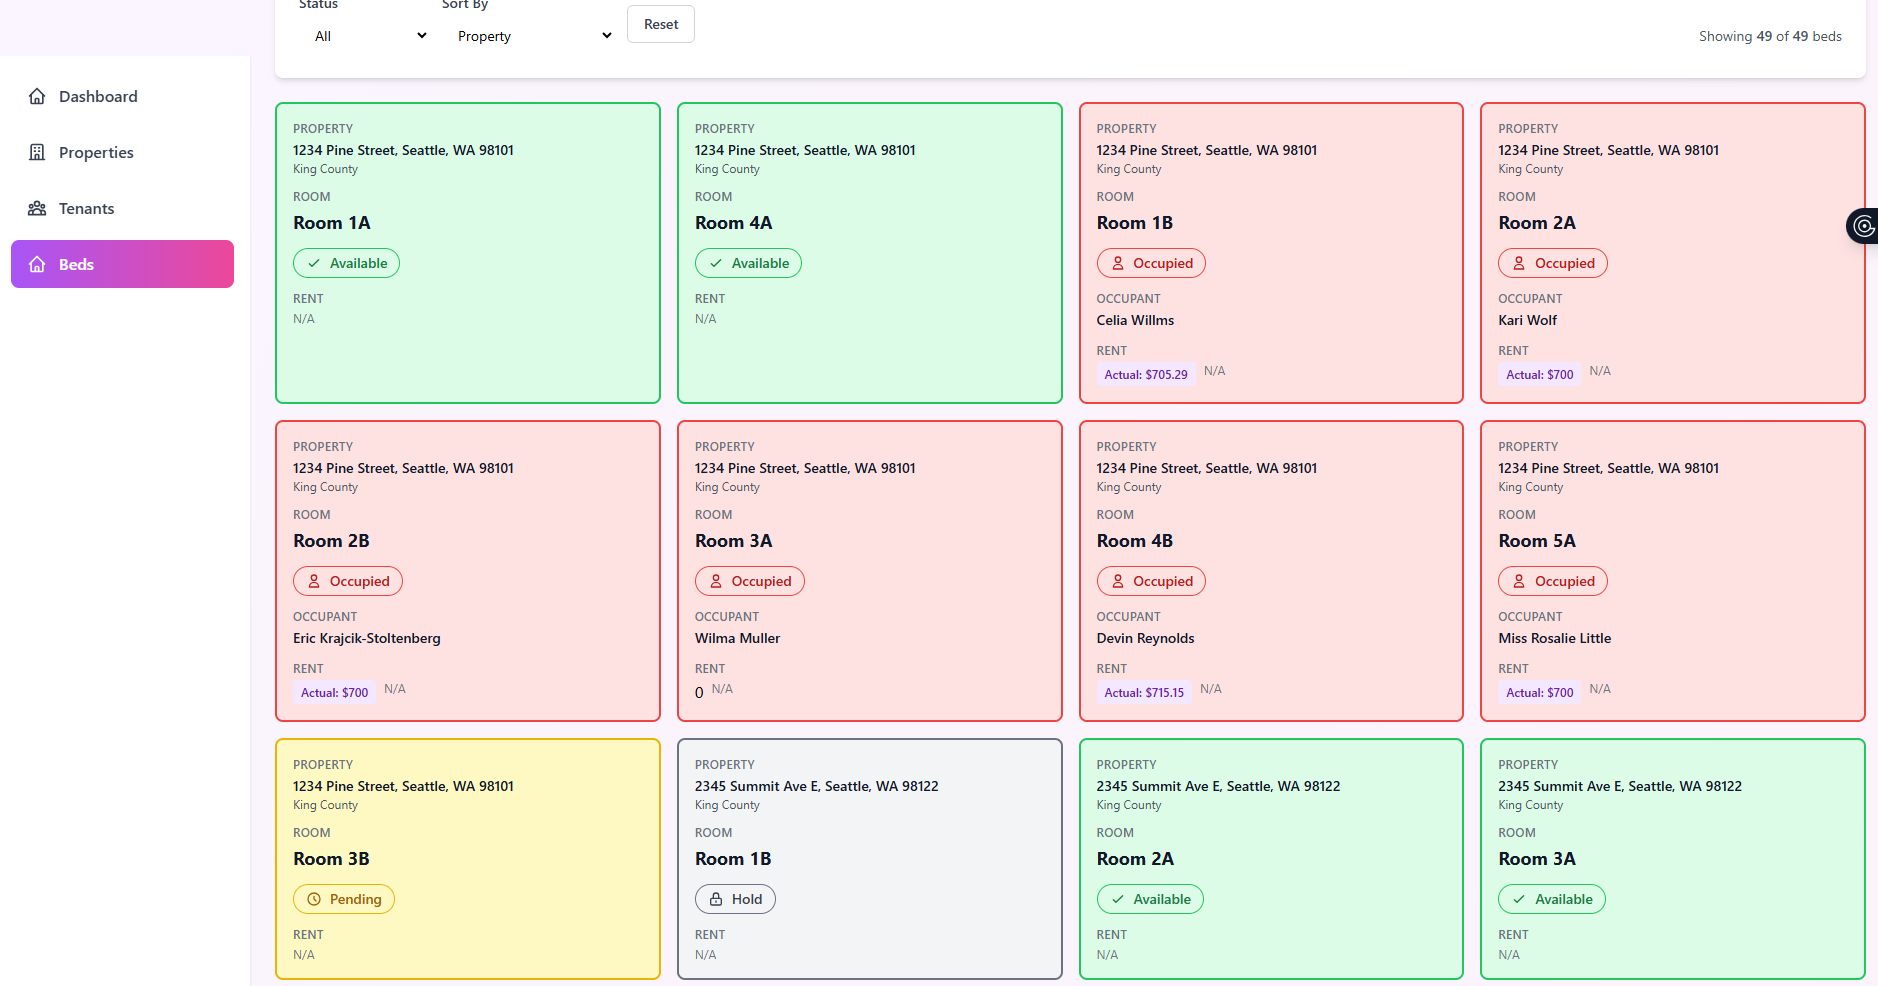 Status
Sort By
All
Property
Reset
Showing 49 of 49 beds
Dashboard
Properties
Tenants
Beds
PROPERTY
1234 Pine Street, Seattle, WA 98101
King County
ROOM
Room 1A
Available
RENT
N/A
PROPERTY
1234 Pine Street, Seattle, WA 98101
King County
ROOM
Room 4A
Available
RENT
N/A
PROPERTY
1234 Pine Street, Seattle, WA 98101
King County
ROOM
Room 1B
Occupied
OCCUPANT
Celia Willms
RENT
Actual: $705.29 N/A
PROPERTY
1234 Pine Street, Seattle, WA 98101
King County
ROOM
Room 2A
Occupied
OCCUPANT
Kari Wolf
RENT
Actual: $700 N/A
PROPERTY
1234 Pine Street, Seattle, WA 98101
King County
ROOM
Room 2B
Occupied
OCCUPANT
Eric Krajcik-Stoltenberg
RENT
Actual: $700 N/A
PROPERTY
1234 Pine Street, Seattle, WA 98101
King County
ROOM
Room 3A
Occupied
OCCUPANT
Wilma Muller
RENT
0 N/A
PROPERTY
1234 Pine Street, Seattle, WA 98101
King County
ROOM
Room 4B
Occupied
OCCUPANT
Devin Reynolds
RENT
Actual: $715.15 N/A
PROPERTY
1234 Pine Street, Seattle, WA 98101
King County
ROOM
Room 5A
Occupied
OCCUPANT
Miss Rosalie Little
RENT
Actual: $700 N/A
PROPERTY
1234 Pine Street, Seattle, WA 98101
King County
ROOM
Room 3B
Pending
RENT
N/A
PROPERTY
2345 Summit Ave E, Seattle, WA 98122
King County
ROOM
Room 1B
Hold
RENT
N/A
PROPERTY
2345 Summit Ave E, Seattle, WA 98122
King County
ROOM
Room 2A
Available
RENT
N/A
PROPERTY
2345 Summit Ave E, Seattle, WA 98122
King County
ROOM
Room 3A
Available
RENT
N/A